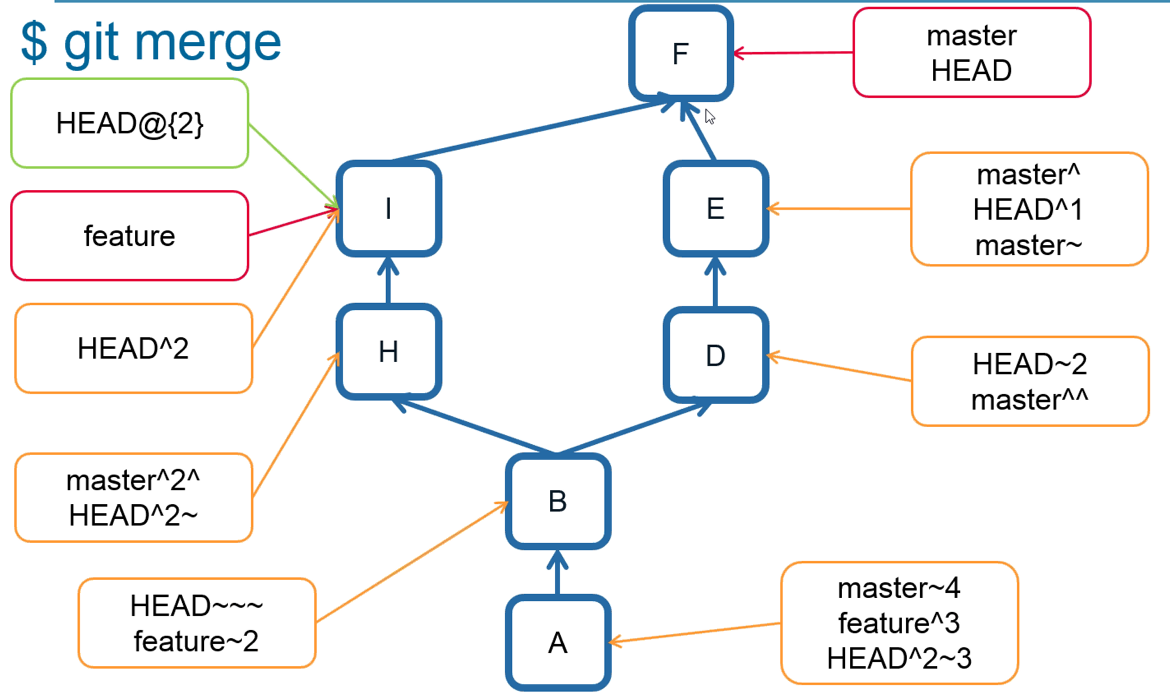 $ git merge
F
master
HEAD
HEAD@{2}
I
E
master^
HEAD^1
master~
feature
HEAD^2
H
D
HEAD~2
master^^
master^2^
HEAD^2~
B
HEAD~~~
feature~2
A
master~4
feature^3
HEAD^2~3